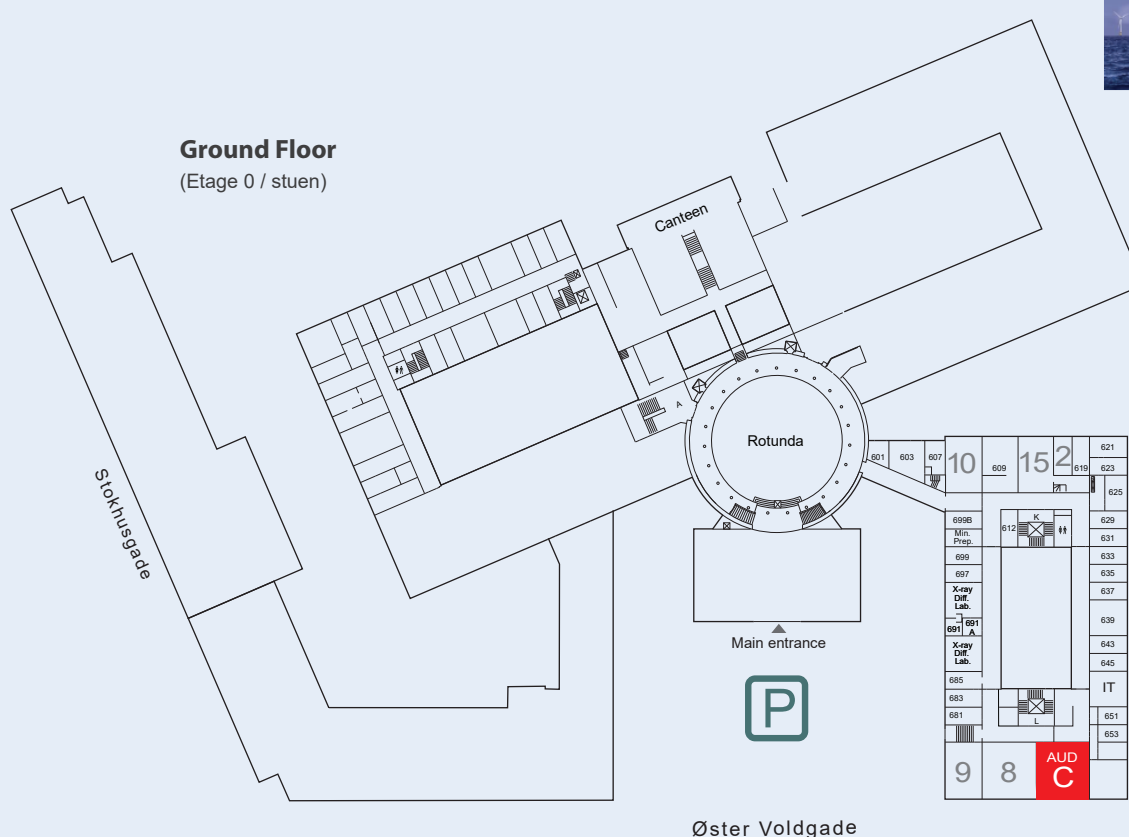 Ground Floor
(Etage 0 / stuen)
Canteen
Stokhusgade
A
Rotunda
601
603
607
10
609
15
2
619
621
623
625
699B
612
K
629
Min.
Prep.
631
699
633
697
635
X-ray
Diff.
Lab.
637
691
691
A
639
X-ray
Diff.
Lab.
643
645
685
IT
683
681
L
651
653
9
8
AUD
C
Main entrance
P
Øster Voldgade